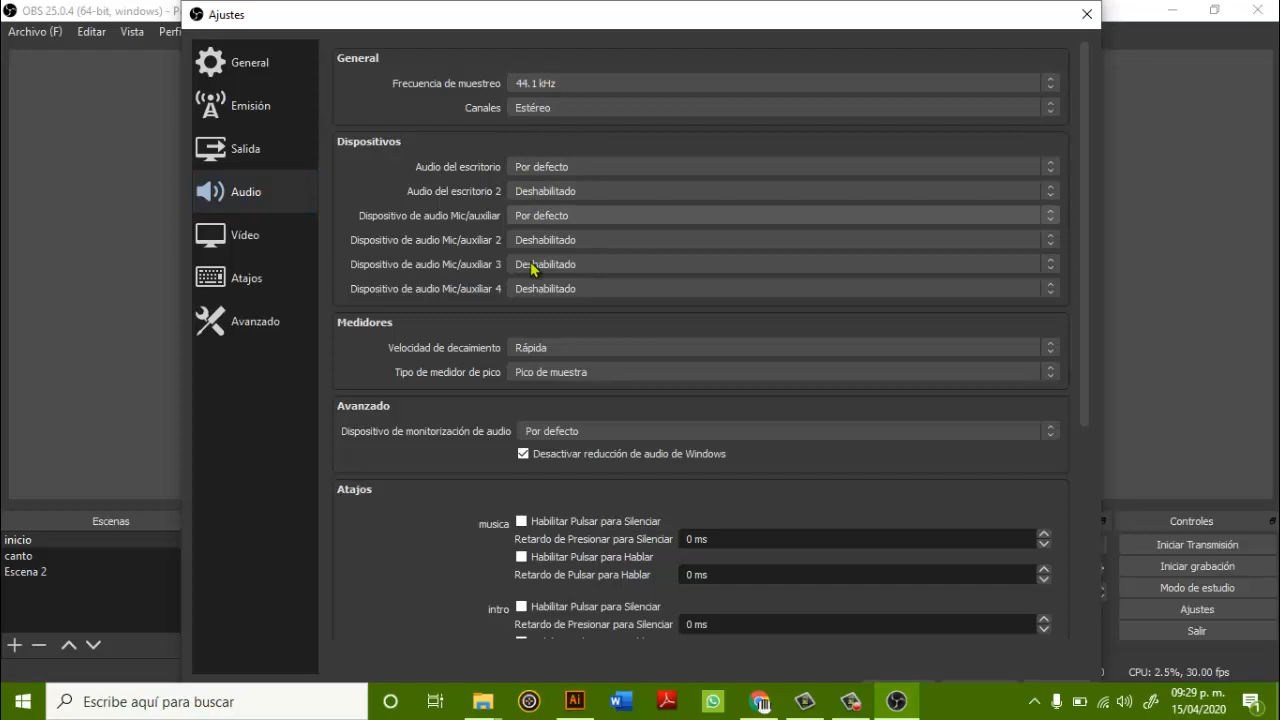 OBS 25.0.4 (64-bit, windows) - P
Ajustes
Archivo (F) Editar Vista Perfi
General
Emisión
Salida
Audio
Vídeo
Atajos
Avanzado
General
Frecuencia de muestreo 44.1 kHz
Canales Estéreo
Dispositivos
Audio del escritorio Por defecto
Audio del escritorio 2 Deshabilitado
Dispositivo de audio Mic/auxiliar Por defecto
Dispositivo de audio Mic/auxiliar 2 Deshabilitado
Dispositivo de audio Mic/auxiliar 3 Deshabilitado
Dispositivo de audio Mic/auxiliar 4 Deshabilitado
Medidores
Velocidad de decaimiento Rápida
Tipo de medidor de pico Pico de muestra
Avanzado
Dispositivo de monitorización de audio Por defecto
Desactivar reducción de audio de Windows
Atajos
musica Habilitar Pulsar para Silenciar
Retardo de Presionar para Silenciar 0 ms
Habilitar Pulsar para Hablar
Retardo de Pulsar para Hablar 0 ms
intro Habilitar Pulsar para Silenciar
Retardo de Presionar para Silenciar 0 ms
Escenas
inicio
canto
Escena 2
Controles
Iniciar Transmisión
Iniciar grabación
Modo de estudio
Ajustes
Salir
CPU: 2.5%, 30.00 fps
Escribe aquí para buscar
Ai
W
09:29 p. m.
15/04/2020
1